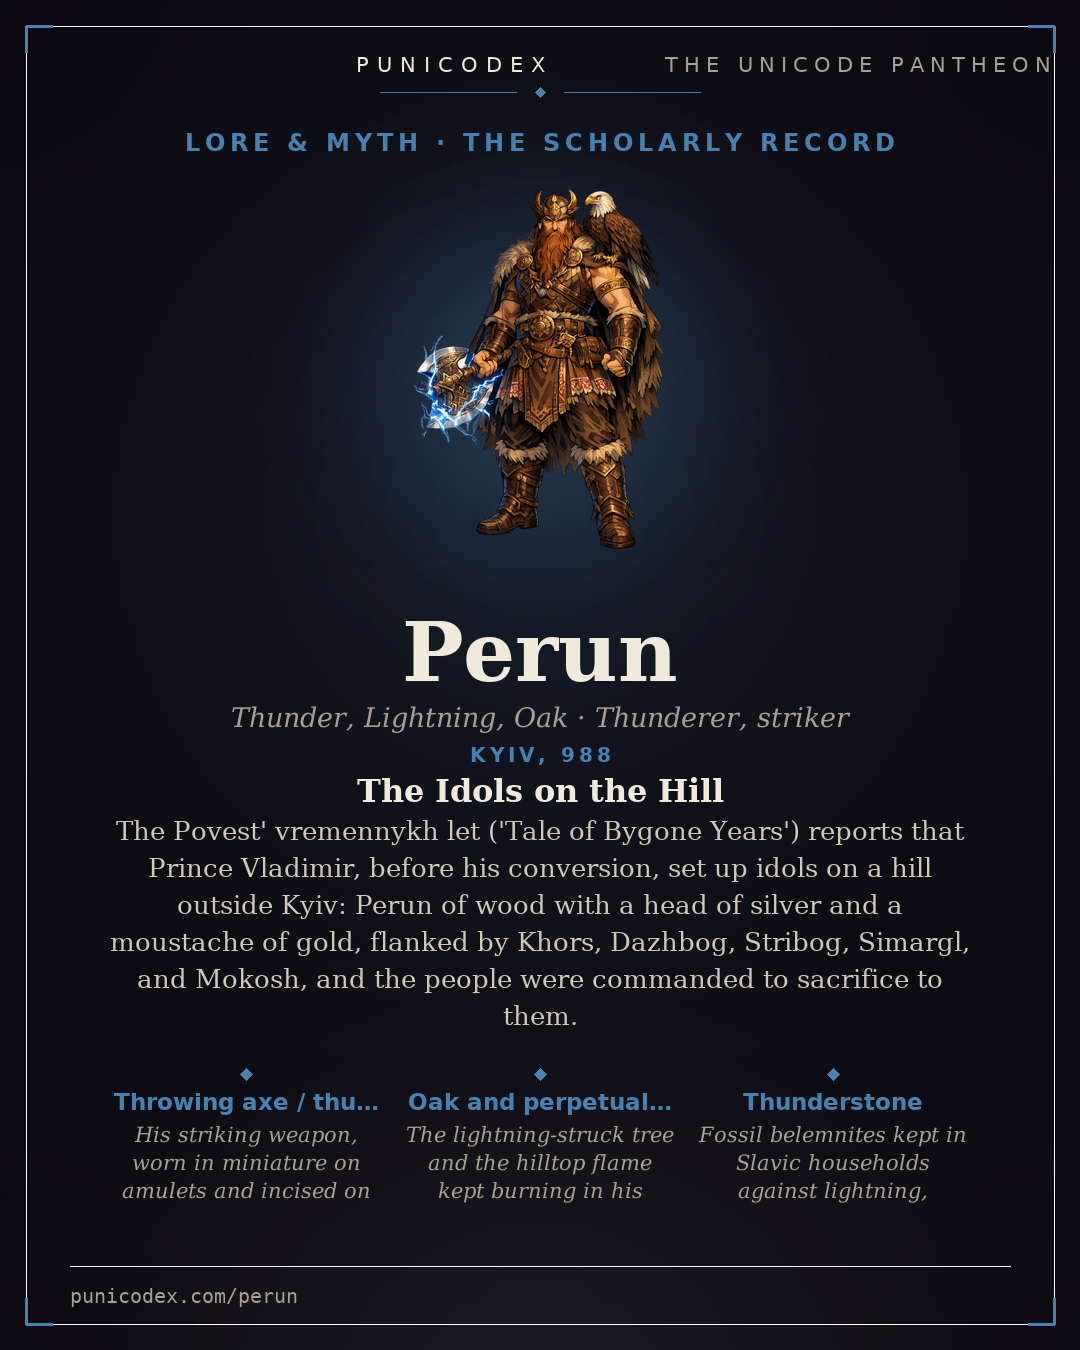 PUNICODEX THE UNICODE PANTHEON
LORE & MYTH · THE SCHOLARLY RECORD
Perun
Thunder, Lightning, Oak · Thunderer, striker
KYIV, 988
The Idols on the Hill
The Povest' vremennykh let ('Tale of Bygone Years') reports that
Prince Vladimir, before his conversion, set up idols on a hill
outside Kyiv: Perun of wood with a head of silver and a
moustache of gold, flanked by Khors, Dazhbog, Stribog, Simargl,
and Mokosh, and the people were commanded to sacrifice to
them.
Throwing axe / thu…
His striking weapon,
worn in miniature on
amulets and incised on
Oak and perpetual…
The lightning-struck tree
and the hilltop flame
kept burning in his
Thunderstone
Fossil belemnites kept in
Slavic households
against lightning,
punicodex.com/perun